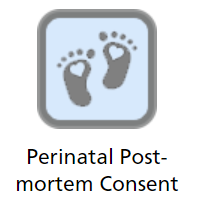 Perinatal Post-
mortem Consent